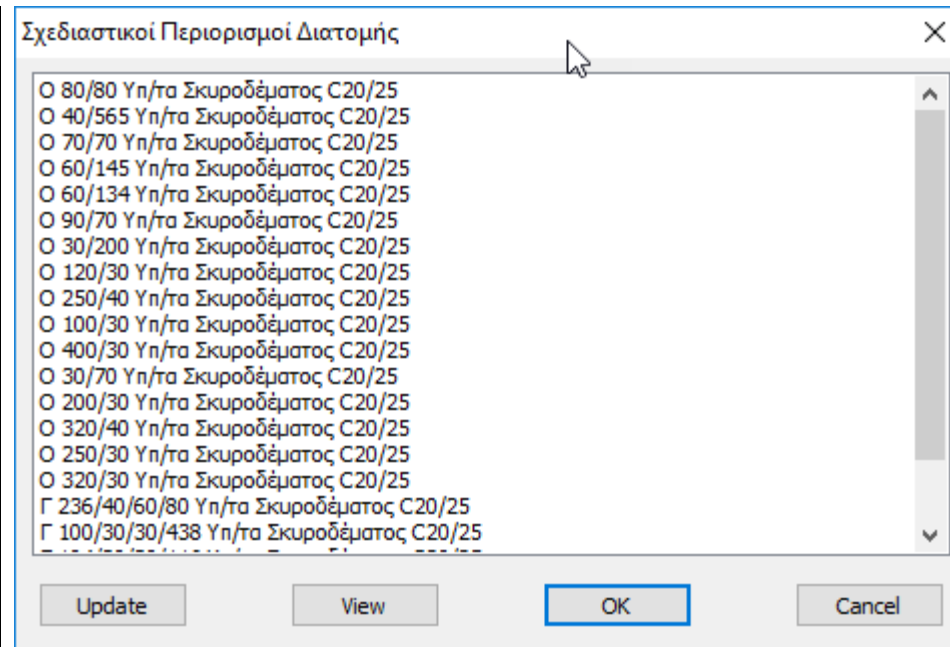 Σχεδιαστικοί Περιορισμοί Διατομής
Ο 80/80 Υπ/τα Σκυροδέματος C20/25
Ο 40/565 Υπ/τα Σκυροδέματος C20/25
Ο 70/70 Υπ/τα Σκυροδέματος C20/25
Ο 60/145 Υπ/τα Σκυροδέματος C20/25
Ο 60/134 Υπ/τα Σκυροδέματος C20/25
Ο 90/70 Υπ/τα Σκυροδέματος C20/25
Ο 30/200 Υπ/τα Σκυροδέματος C20/25
Ο 120/30 Υπ/τα Σκυροδέματος C20/25
Ο 250/40 Υπ/τα Σκυροδέματος C20/25
Ο 100/30 Υπ/τα Σκυροδέματος C20/25
Ο 400/30 Υπ/τα Σκυροδέματος C20/25
Ο 30/70 Υπ/τα Σκυροδέματος C20/25
Ο 200/30 Υπ/τα Σκυροδέματος C20/25
Ο 320/40 Υπ/τα Σκυροδέματος C20/25
Ο 250/30 Υπ/τα Σκυροδέματος C20/25
Ο 320/30 Υπ/τα Σκυροδέματος C20/25
Γ 236/40/60/80 Υπ/τα Σκυροδέματος C20/25
Γ 100/30/30/438 Υπ/τα Σκυροδέματος C20/25
Update View OK Cancel